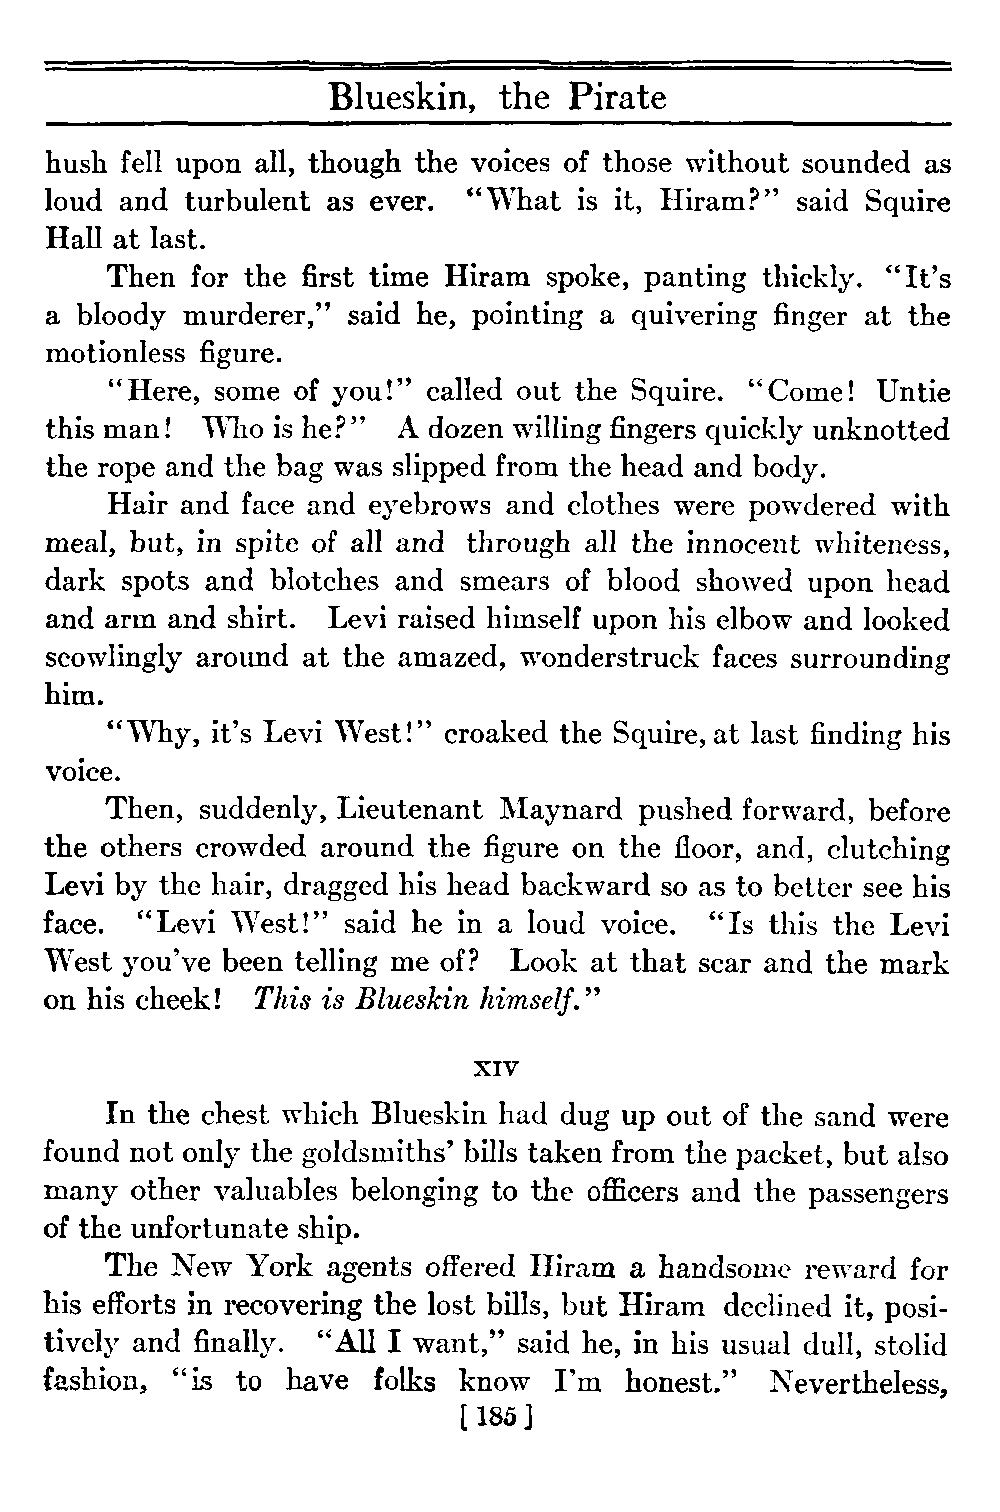 Blueskin, the Pirate
hush fell upon all, though the voices of those without sounded as
loud and turbulent as ever. "What is it, Hiram?" said Squire
Hall at last.
Then for the first time Hiram spoke, panting thickly. "It's
a bloody murderer," said he, pointing a quivering finger at the
motionless figure.
"Here, some of you!" called out the Squire. "Come! Untie
this man! Who is he?" A dozen willing fingers quickly unknotted
the rope and the bag was slipped from the head and body.
Hair and face and eyebrows and clothes were powdered with
meal, but, in spite of all and through all the innocent whiteness,
dark spots and blotches and smears of blood showed upon head
and arm and shirt. Levi raised himself upon his elbow and looked
scowlingly around at the amazed, wonderstruck faces surrounding
him.
"Why, it's Levi West!" croaked the Squire, at last finding his
voice.
Then, suddenly, Lieutenant Maynard pushed forward, before
the others crowded around the figure on the floor, and, clutching
Levi by the hair, dragged his head backward so as to better see his
face. "Levi West!" said he in a loud voice. "Is this the Levi
West you've been telling me of? Look at that scar and the mark
on his cheek! This is Blueskin himself."
XIV
In the chest which Blueskin had dug up out of the sand were
found not only the goldsmiths' bills taken from the packet, but also
many other valuables belonging to the officers and the passengers
of the unfortunate ship.
The New York agents offered Hiram a handsome reward for
his efforts in recovering the lost bills, but Hiram declined it, posi-
tively and finally. "All I want," said he, in his usual dull, stolid
fashion, "is to have folks know I'm honest." Nevertheless,
[ 185 ]